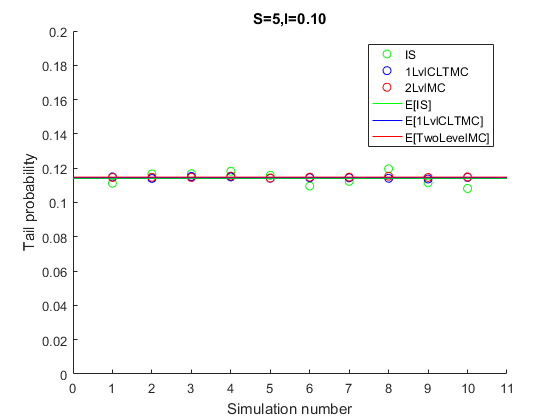 S=5,l=0.10
0.2
0.18
0.16
0.14
0.12
0.1
0.08
0.06
0.04
0.02
0
Tail probability
IS
1LvlCLTMC
2LvlMC
E[IS]
E[1LvlCLTMC]
E[TwoLevelMC]
0 1 2 3 4 5 6 7 8 9 10 11
Simulation number